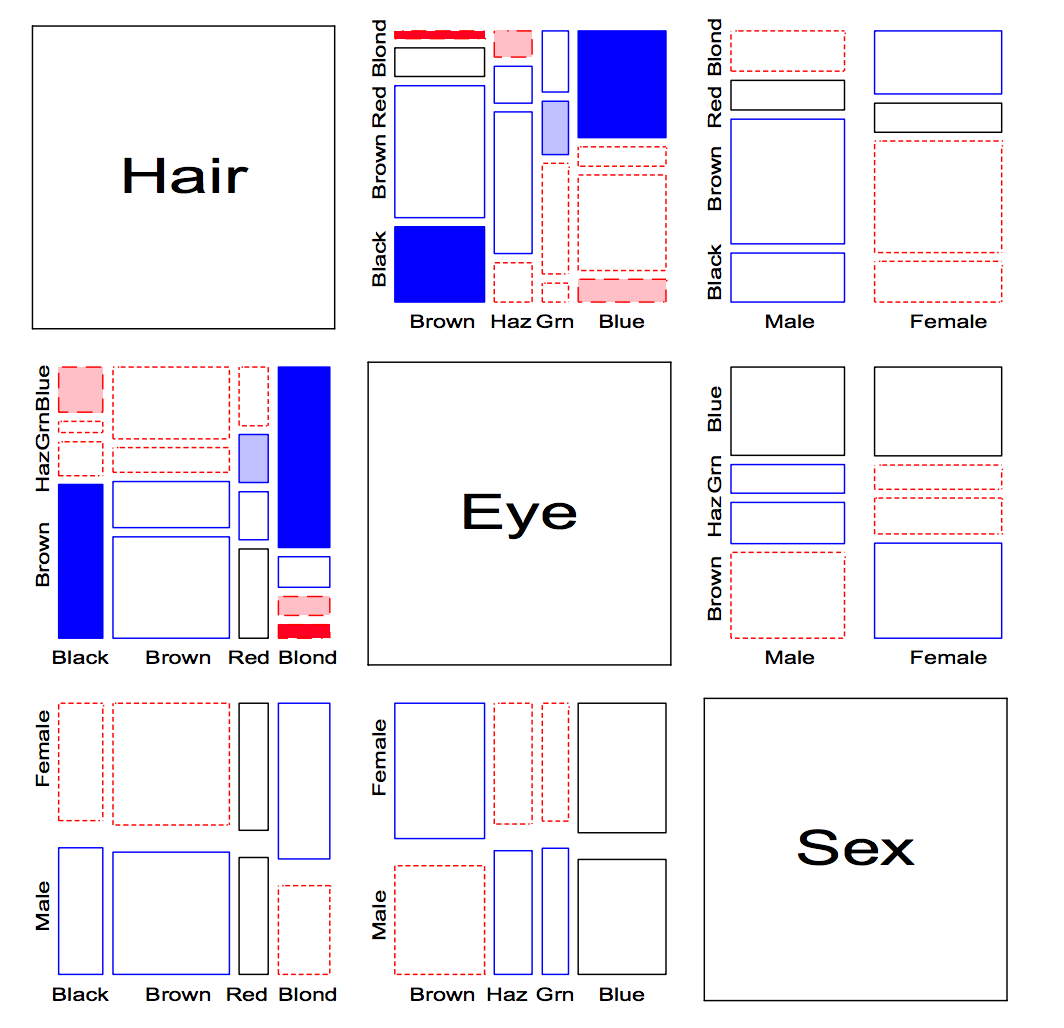 Hair
Blond
Red
Brown
Black
Brown Haz Grn Blue
Blond
Red
Brown
Black
Male Female
Blue
Grn
Haz
Brown
Black Brown Red Blond
Eye
Blue
Grn
Haz
Brown
Male Female
Female
Male
Black Brown Red Blond
Female
Male
Brown Haz Grn Blue
Sex